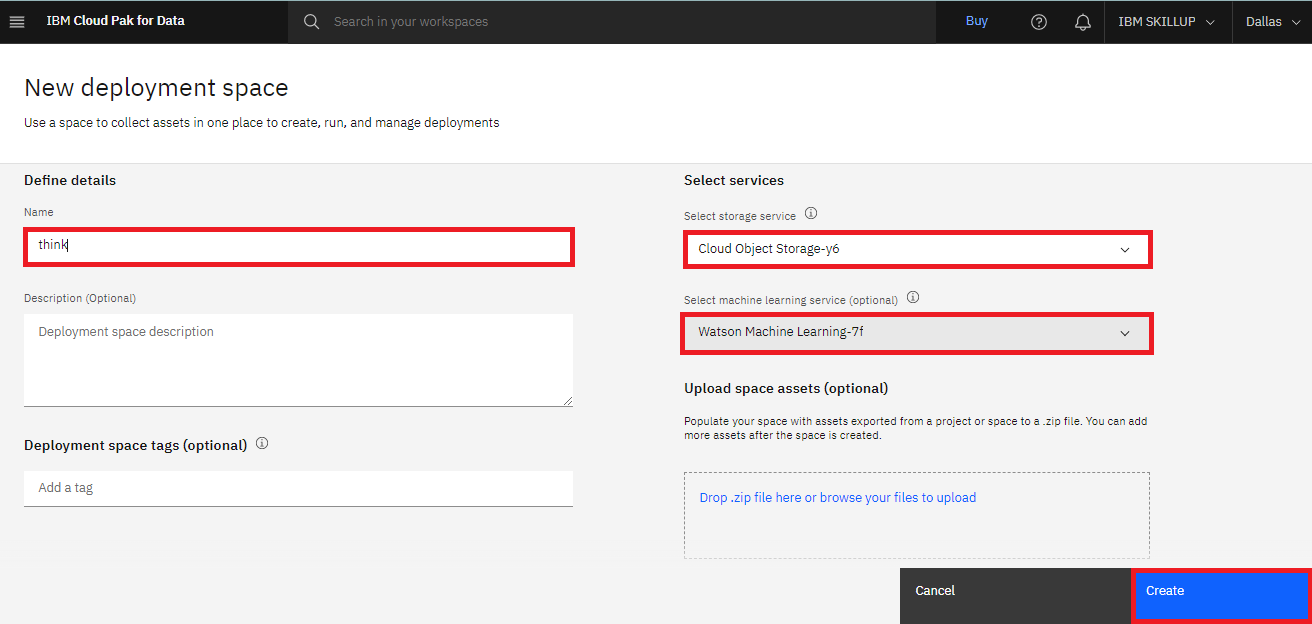 IBM Cloud Pak for Data
Search in your workspaces
Buy
IBM SKILLUP
Dallas
New deployment space
Use a space to collect assets in one place to create, run, and manage deployments
Define details
Name
think
Description (Optional)
Deployment space description
Deployment space tags (optional)
Add a tag
Select services
Select storage service
Cloud Object Storage-y6
Select machine learning service (optional)
Watson Machine Learning-7f
Upload space assets (optional)
Populate your space with assets exported from a project or space to a .zip file. You can add
more assets after the space is created.
Drop .zip file here or browse your files to upload
Cancel
Create